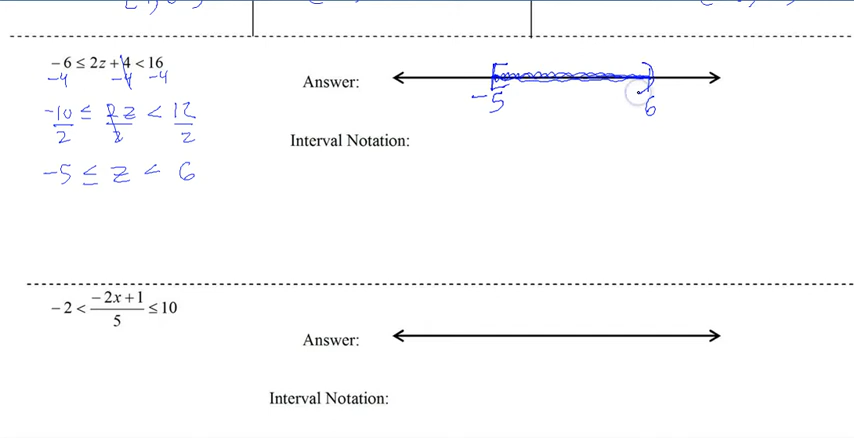 −6 ≤ 2z + 4 < 16
−4 −4 −4
−10 ≤ 2z < 12
2 2 2
−5 ≤ z < 6
Answer:
[ )
−5 6
Interval Notation:
−2 < (−2x + 1)/5 ≤ 10
Answer:
Interval Notation: